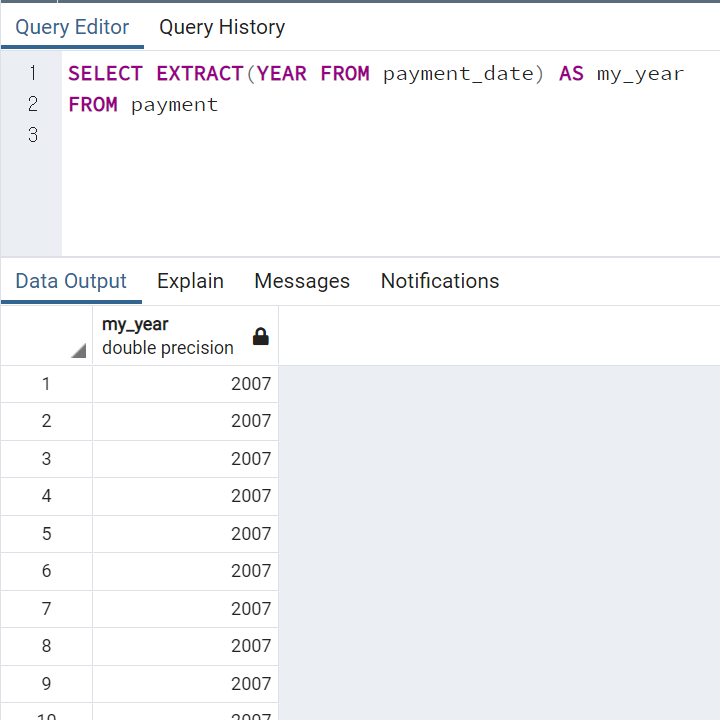 Query Editor Query History
1 SELECT EXTRACT(YEAR FROM payment_date) AS my_year
2 FROM payment
3
Data Output Explain Messages Notifications
my_year
double precision
1 2007
2 2007
3 2007
4 2007
5 2007
6 2007
7 2007
8 2007
9 2007
10 2007